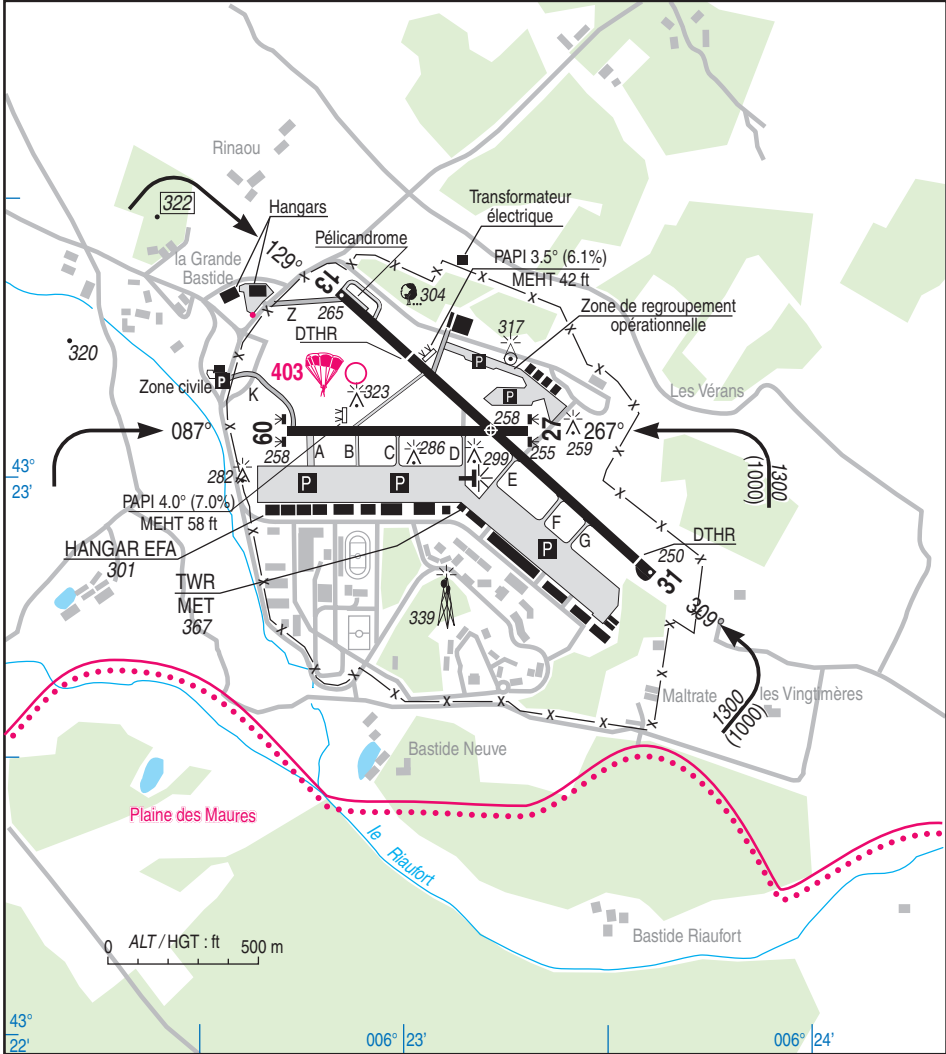 Rinaou
322
Hangars
Transformateur
électrique
129°
Pélicandrome
la Grande
Bastide
PAPI 3.5° (6.1%)
MEHT 42 ft
13
304
Zone de regroupement
opérationnelle
Z
265
317
DTHR
320
P
403
Zone civile
P
323
P
Les Vérans
K
087°
09
258
258
27
267°
255
259
A
B
C
286
D
299
E
1300
(1000)
43°
23'
282
P
P
PAPI 4.0° (7.0%)
MEHT 58 ft
F
G
P
DTHR
250
31
HANGAR EFA
301
TWR
MET
367
339
309°
Maltrate
les Vingtimères
1300
(1000)
Bastide Neuve
Plaine des Maures
le Riaufort
Bastide Riaufort
ALT / HGT : ft
0
500 m
43°
22'
006° 23'
006° 24'